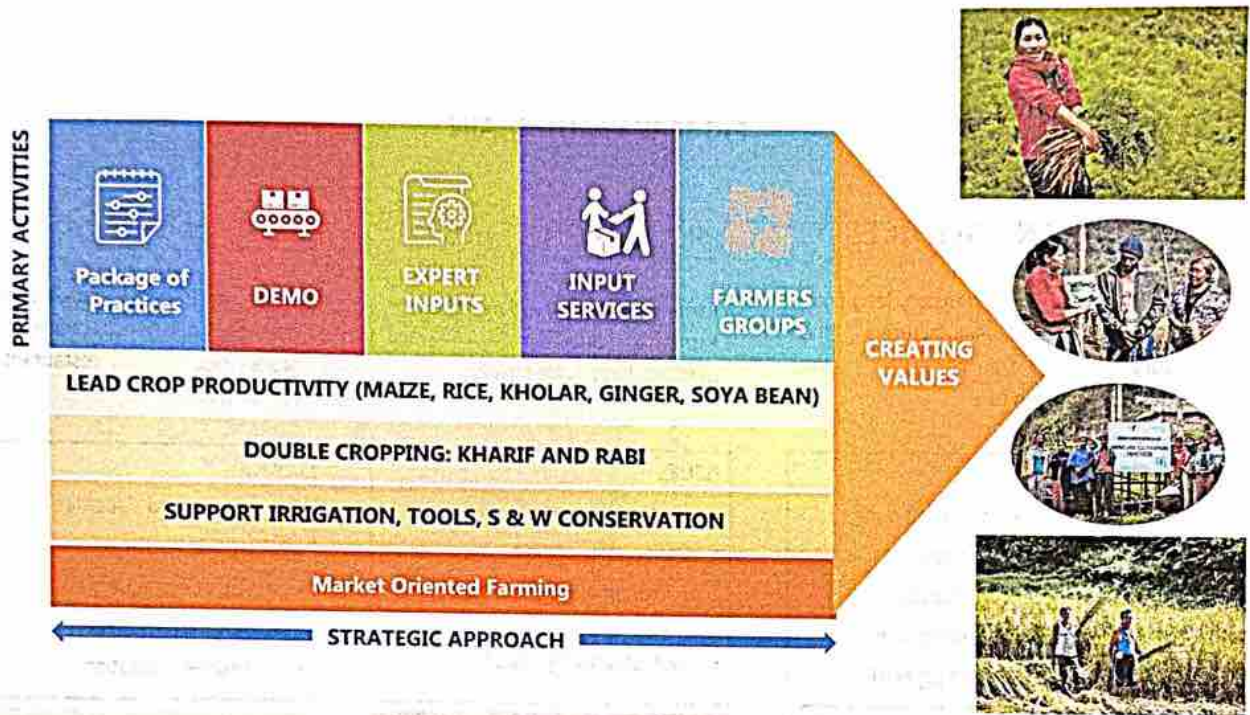 PRIMARY ACTIVITIES
Package of
Practices
DEMO
EXPERT
INPUTS
INPUT
SERVICES
FARMERS
GROUPS
CREATING
VALUES
LEAD CROP PRODUCTIVITY (MAIZE, RICE, KHOLAR, GINGER, SOYA BEAN)
DOUBLE CROPPING: KHARIF AND RABI
SUPPORT IRRIGATION, TOOLS, S & W CONSERVATION
Market Oriented Farming
STRATEGIC APPROACH